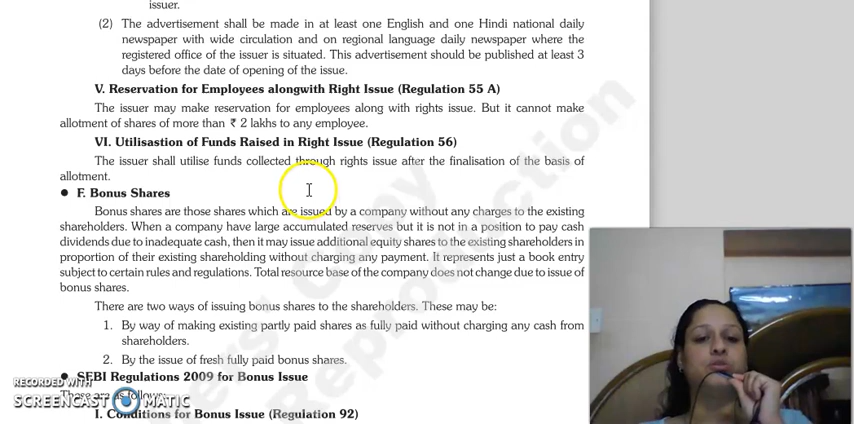 issuer.
(2) The advertisement shall be made in at least one English and one Hindi national daily
newspaper with wide circulation and on regional language daily newspaper where the
registered office of the issuer is situated. This advertisement should be published at least 3
days before the date of opening of the issue.
V. Reservation for Employees alongwith Right Issue (Regulation 55 A)
The issuer may make reservation for employees along with rights issue. But it cannot make
allotment of shares of more than ₹ 2 lakhs to any employee.
VI. Utilisastion of Funds Raised in Right Issue (Regulation 56)
The issuer shall utilise funds collected through rights issue after the finalisation of the basis of
allotment.
● F. Bonus Shares
Bonus shares are those shares which are issued by a company without any charges to the existing
shareholders. When a company have large accumulated reserves but it is not in a position to pay cash
dividends due to inadequate cash, then it may issue additional equity shares to the existing shareholders in
proportion of their existing shareholding without charging any payment. It represents just a book entry
subject to certain rules and regulations. Total resource base of the company does not change due to issue of
bonus shares.
There are two ways of issuing bonus shares to the shareholders. These may be:
1. By way of making existing partly paid shares as fully paid without charging any cash from
shareholders.
2. By the issue of fresh fully paid bonus shares.
● SEBI Regulations 2009 for Bonus Issue
These are as follows:
I. Conditions for Bonus Issue (Regulation 92)
RECORDED WITH
SCREENCAST MATIC
Copy
Reproduction